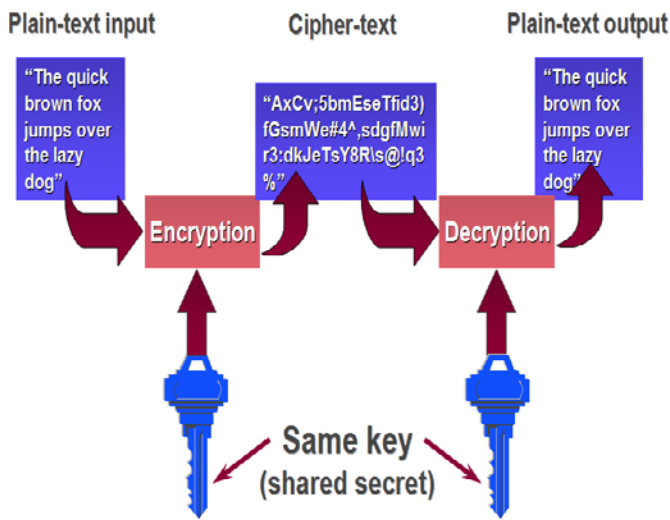 Plain-text input
Cipher-text
Plain-text output
“The quick
brown fox
jumps over
the lazy
dog”
“AxCv;5bmEseTfid3)
fGsmWe#4^,sdgfMwi
r3:dkJeTsY8R\s@!q3
%”
“The quick
brown fox
jumps over
the lazy
dog”
Encryption
Decryption
Same key
(shared secret)